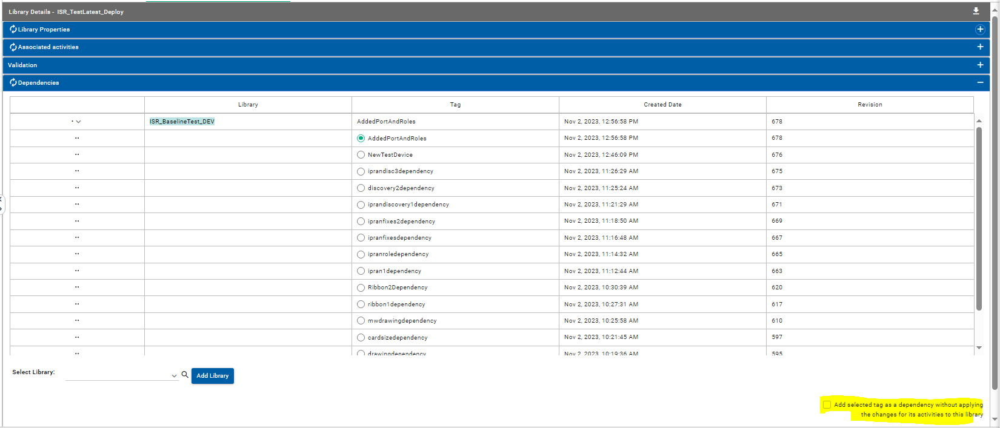 Library Details -  ISR_TestLatest_Deploy
Library Properties
Associated activities
Validation
Dependencies
Library Tag Created Date Revision
ISR_BaselineTest_DEV AddedPortAndRoles Nov 2, 2023, 12:56:58 PM 678
AddedPortAndRoles Nov 2, 2023, 12:56:58 PM 678
NewTestDevice Nov 2, 2023, 12:46:09 PM 676
iprandisc3dependency Nov 2, 2023, 11:26:29 AM 675
discovery2dependency Nov 2, 2023, 11:25:24 AM 673
iprandiscovery1dependency Nov 2, 2023, 11:21:29 AM 671
ipranfixes2dependency Nov 2, 2023, 11:18:50 AM 669
ipranfixesdependency Nov 2, 2023, 11:16:48 AM 667
ipranroledependency Nov 2, 2023, 11:14:32 AM 665
ipran1dependency Nov 2, 2023, 11:12:44 AM 663
Ribbon2Dependency Nov 2, 2023, 10:30:39 AM 620
ribbon1dependency Nov 2, 2023, 10:27:31 AM 617
mwdrawingdependency Nov 2, 2023, 10:25:58 AM 610
cardsizedependency Nov 2, 2023, 10:21:45 AM 597
drawingdependency Nov 2, 2023, 10:19:36 AM 595
Select Library: Add Library
Add selected tag as a dependency without applying
the changes for its activities to this library